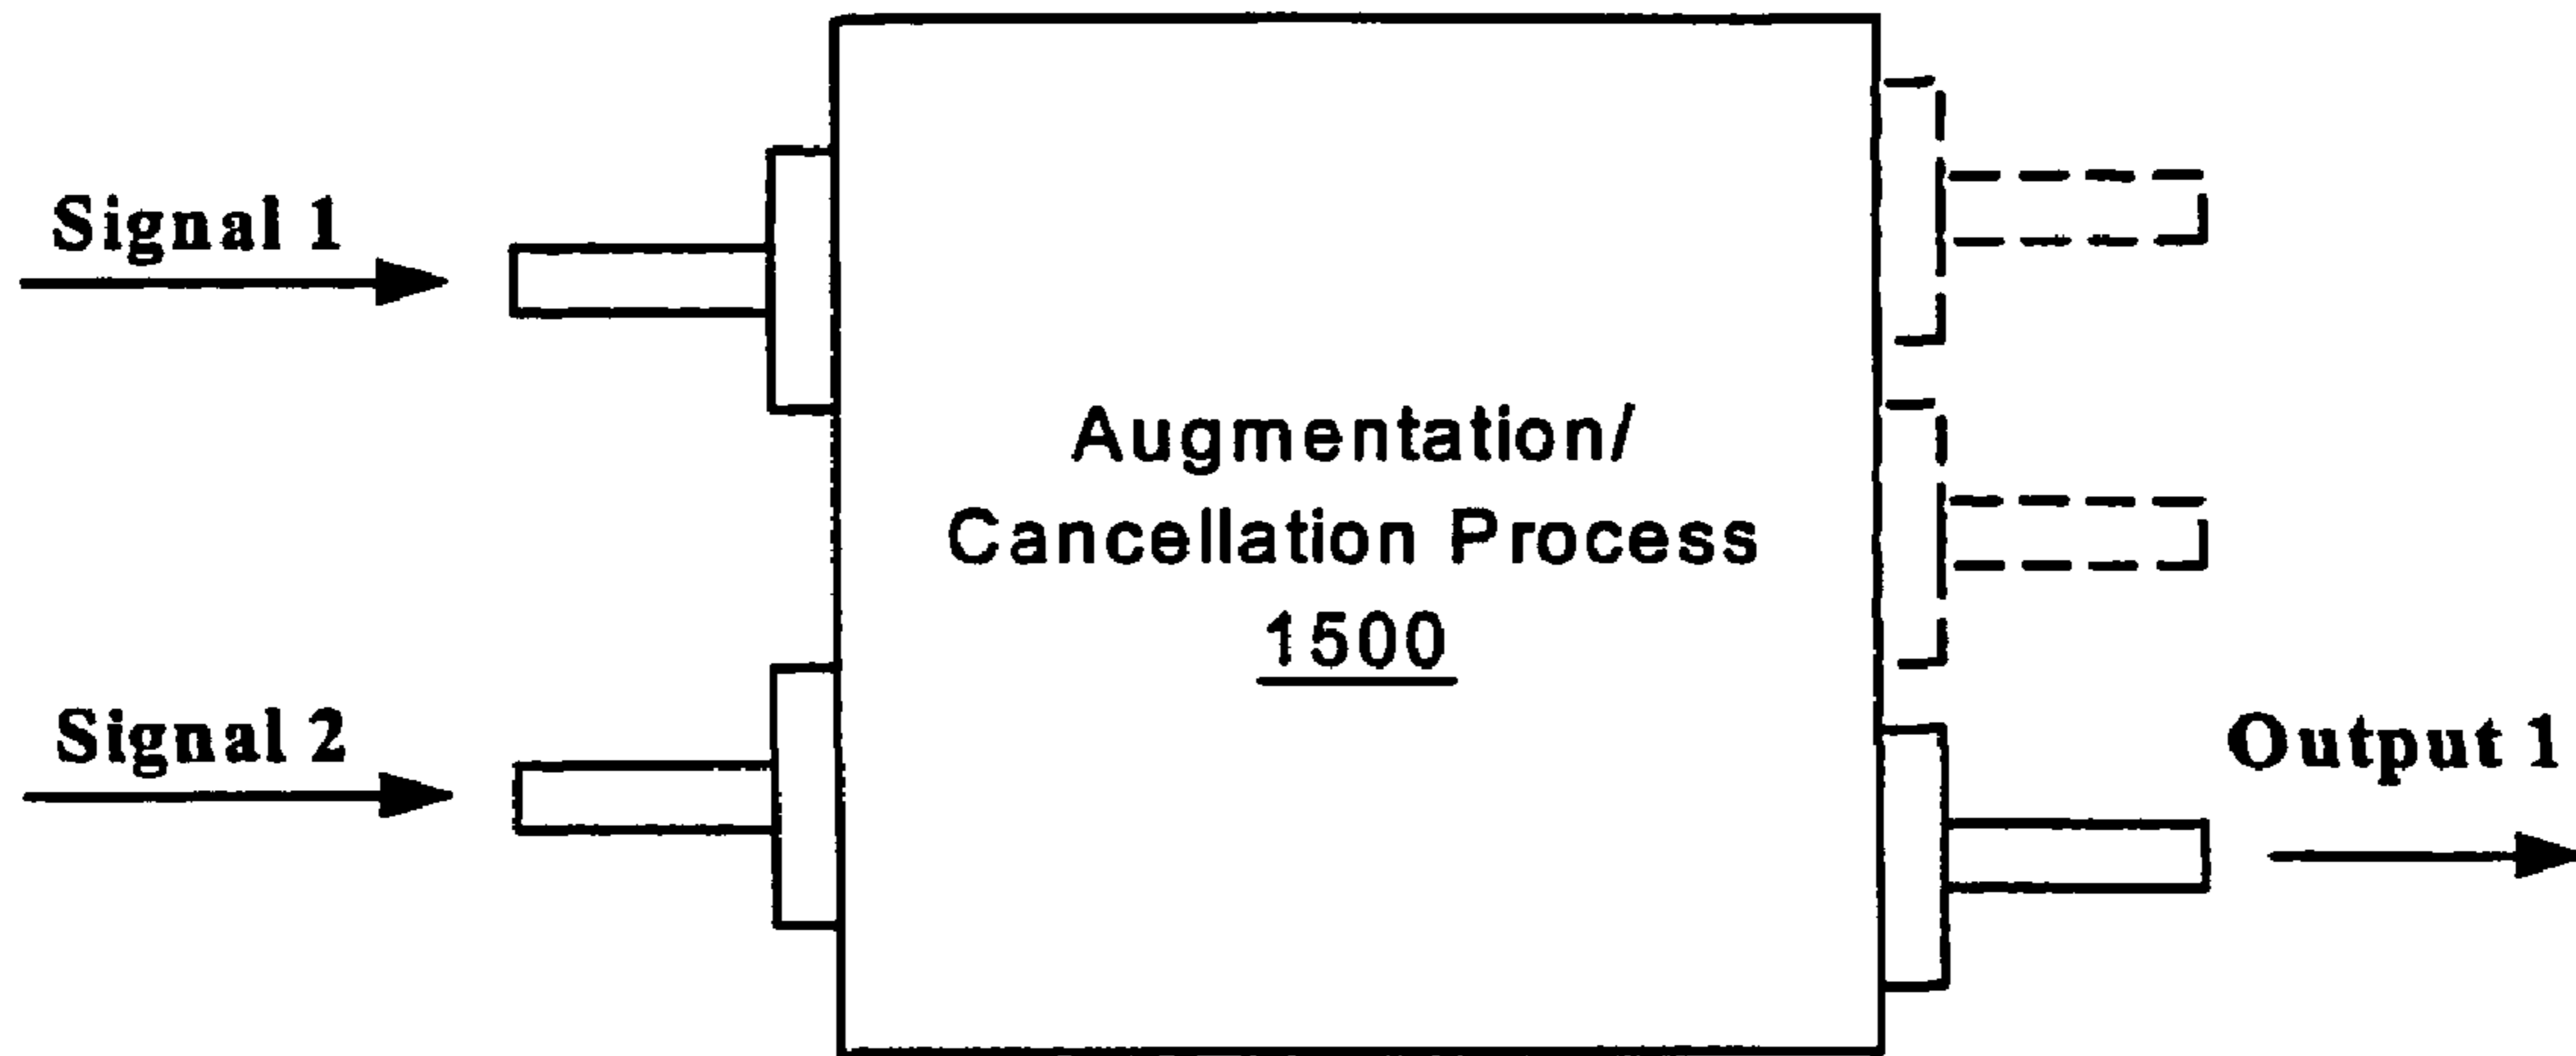 Signal 1
Augmentation/
Cancellation Process
1500
Signal 2
Output 1